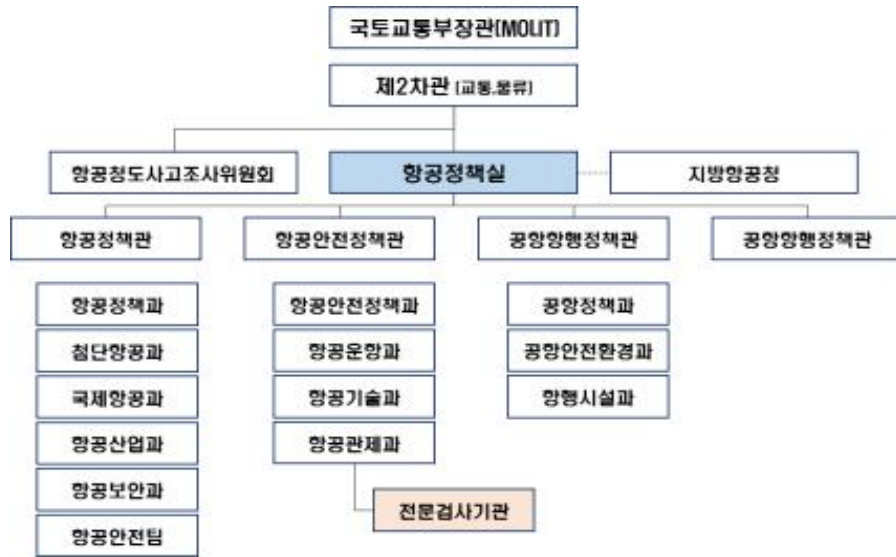 국토교통부장관(MOLIT)
제2차관 (교통,물류)
항공청도사고조사위원회
항공정책실
지방항공청
항공정책관
항공안전정책관
공항항행정책관
공항항행정책관
항공정책과
첨단항공과
국제항공과
항공산업과
항공보안과
항공안전팀
항공안전정책과
항공운항과
항공기술과
항공관제과
전문검사기관
공항정책과
공항안전환경과
항행시설과